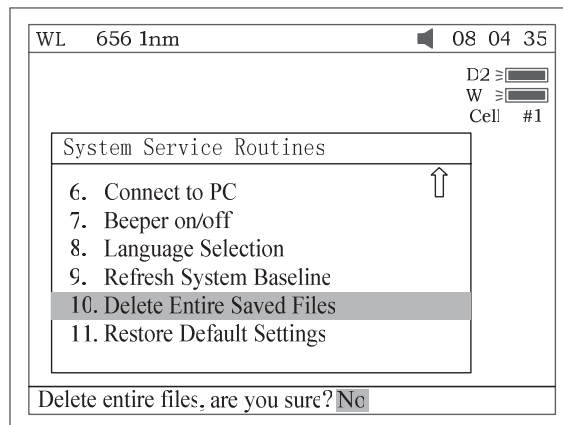 WL 656 1nm 08 04 35
D2
W
Cell #1
System Service Routines
6. Connect to PC
7. Beeper on/off
8. Language Selection
9. Refresh System Baseline
10. Delete Entire Saved Files
11. Restore Default Settings
Delete entire files, are you sure? No